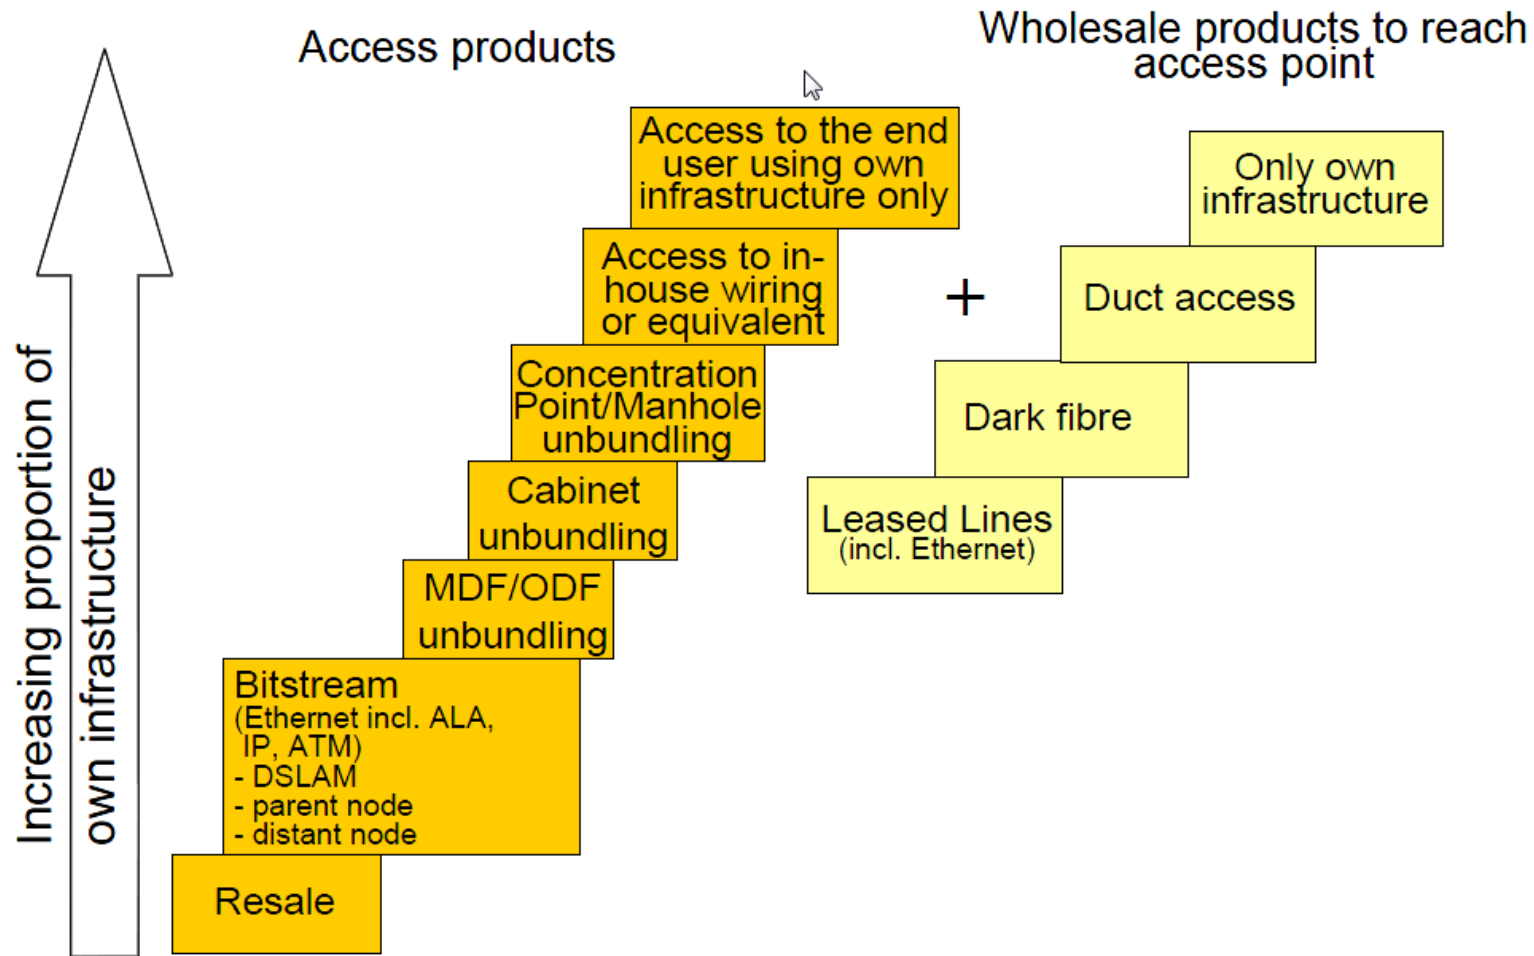 Access products
Wholesale products to reach
access point
Increasing proportion of
own infrastructure
Access to the end
user using own
infrastructure only
Access to in-
house wiring
or equivalent
Concentration
Point/Manhole
unbundling
Cabinet
unbundling
MDF/ODF
unbundling
Bitstream
(Ethernet incl. ALA,
IP, ATM)
- DSLAM
- parent node
- distant node
Resale
+
Only own
infrastructure
Duct access
Dark fibre
Leased Lines
(incl. Ethernet)